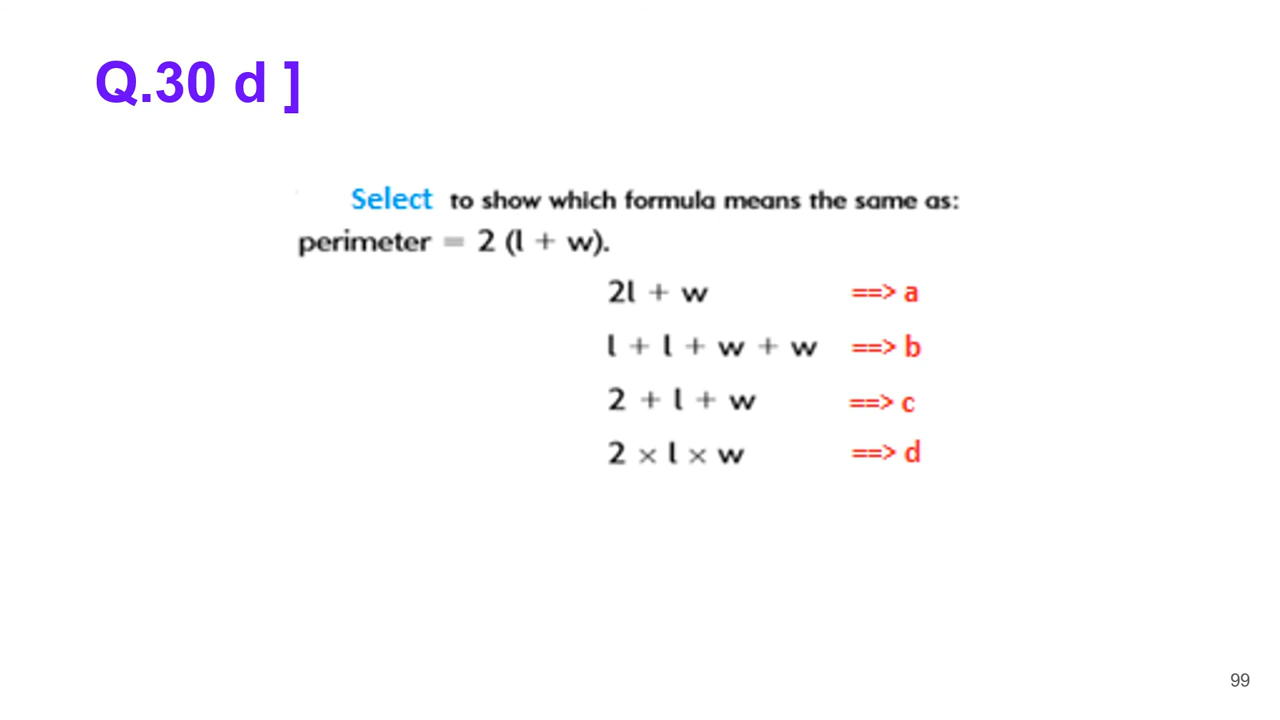 Q.30 d ]
Select to show which formula means the same as:
perimeter = 2 (l + w).
2l + w ==> a
l + l + w + w ==> b
2 + l + w ==> c
2 × l × w ==> d
99